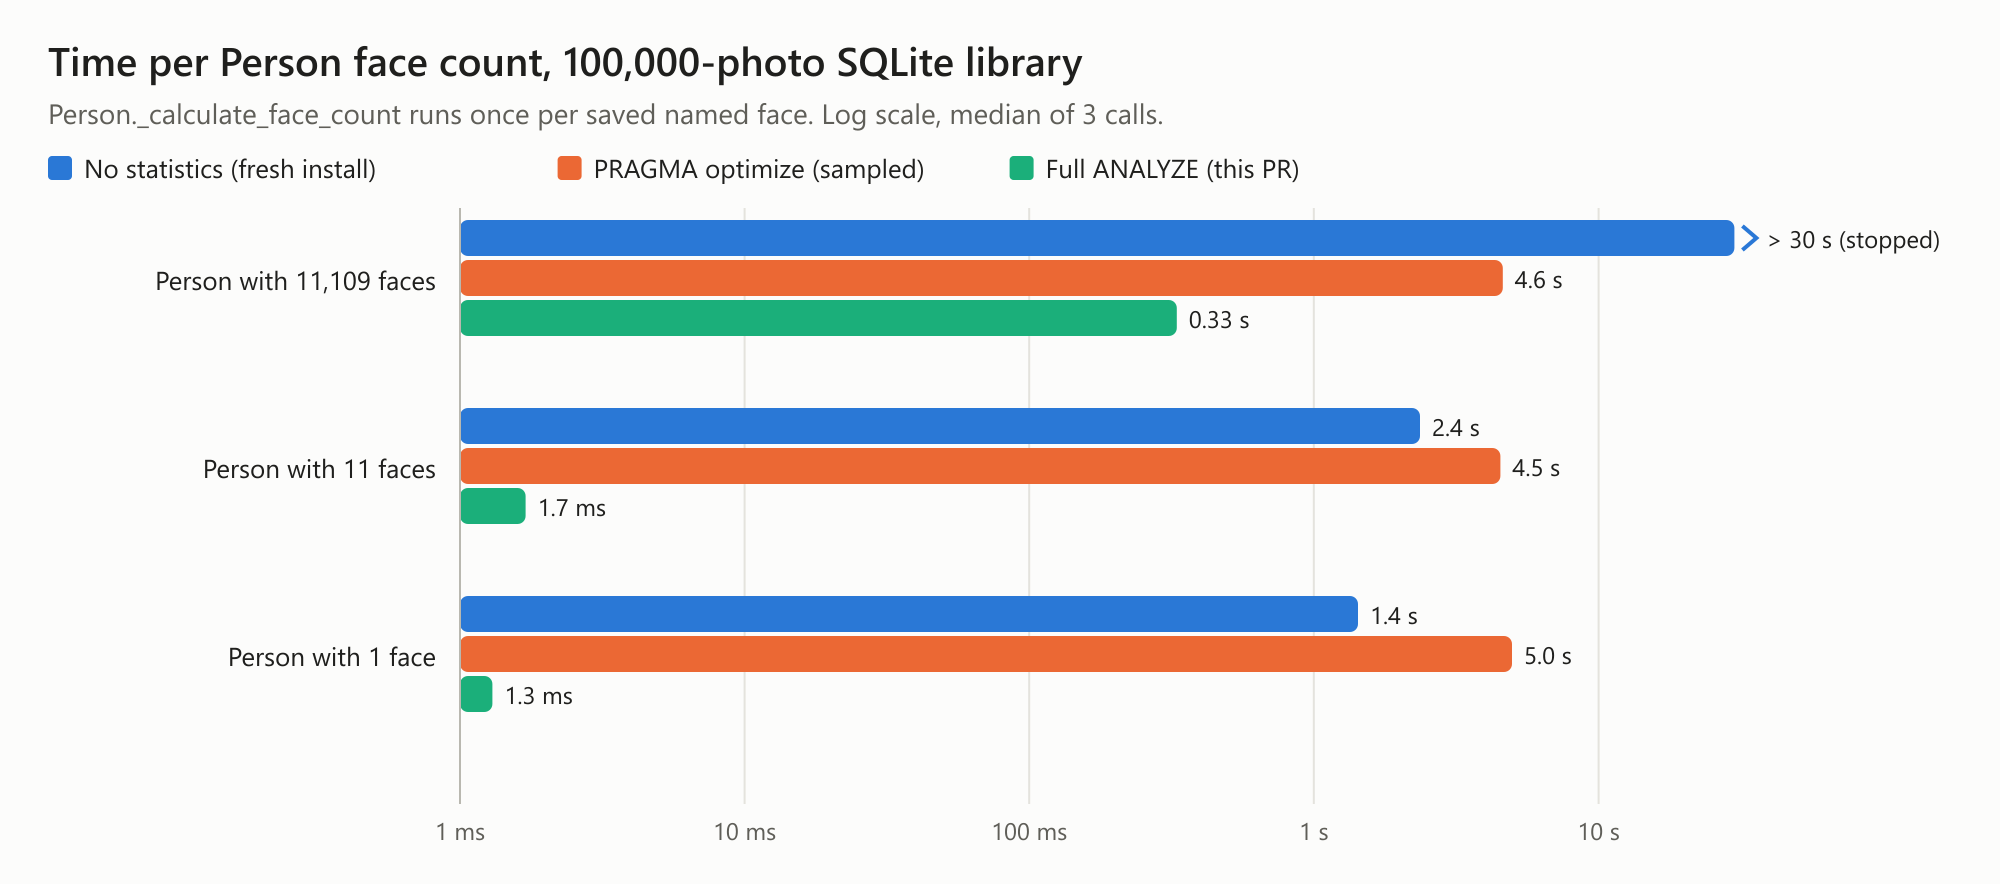 Time per Person face count, 100,000-photo SQLite library
Person._calculate_face_count runs once per saved named face. Log scale, median of 3 calls.
No statistics (fresh install) PRAGMA optimize (sampled) Full ANALYZE (this PR)
> 30 s (stopped)
Person with 11,109 faces 4.6 s
0.33 s
2.4 s
Person with 11 faces 4.5 s
1.7 ms
1.4 s
Person with 1 face 5.0 s
1.3 ms
1 ms 10 ms 100 ms 1 s 10 s